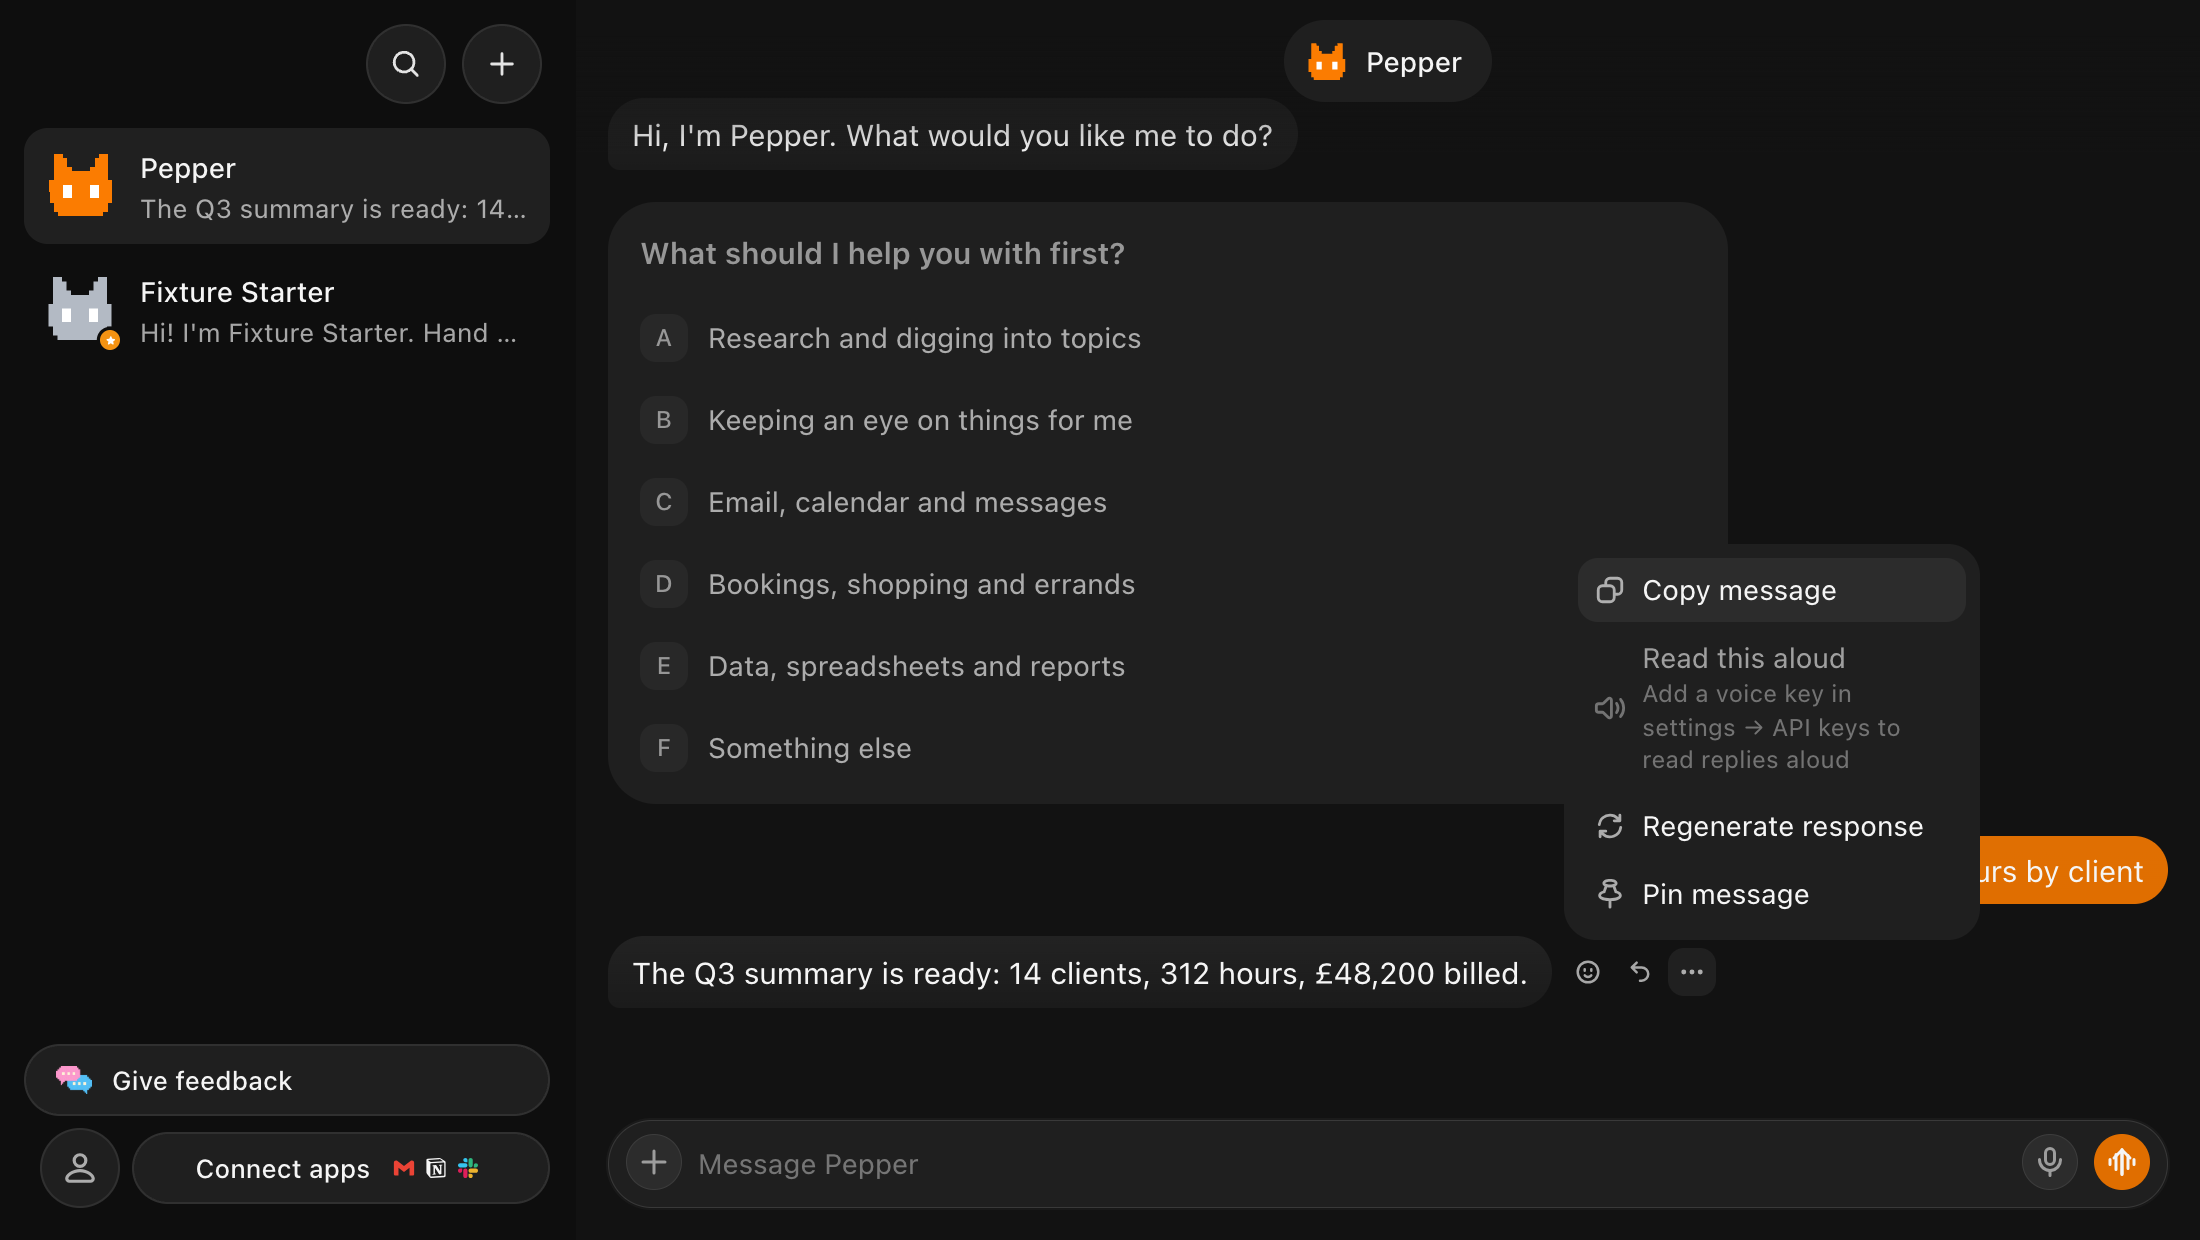 Pepper
The Q3 summary is ready: 14...
Fixture Starter
Hi! I'm Fixture Starter. Hand ...
Give feedback
Connect apps
Pepper
Hi, I'm Pepper. What would you like me to do?
What should I help you with first?
A Research and digging into topics
B Keeping an eye on things for me
C Email, calendar and messages
D Bookings, shopping and errands
E Data, spreadsheets and reports
F Something else
Copy message
Read this aloud
Add a voice key in
settings → API keys to
read replies aloud
Regenerate response
Pin message
by client
The Q3 summary is ready: 14 clients, 312 hours, £48,200 billed.
Message Pepper